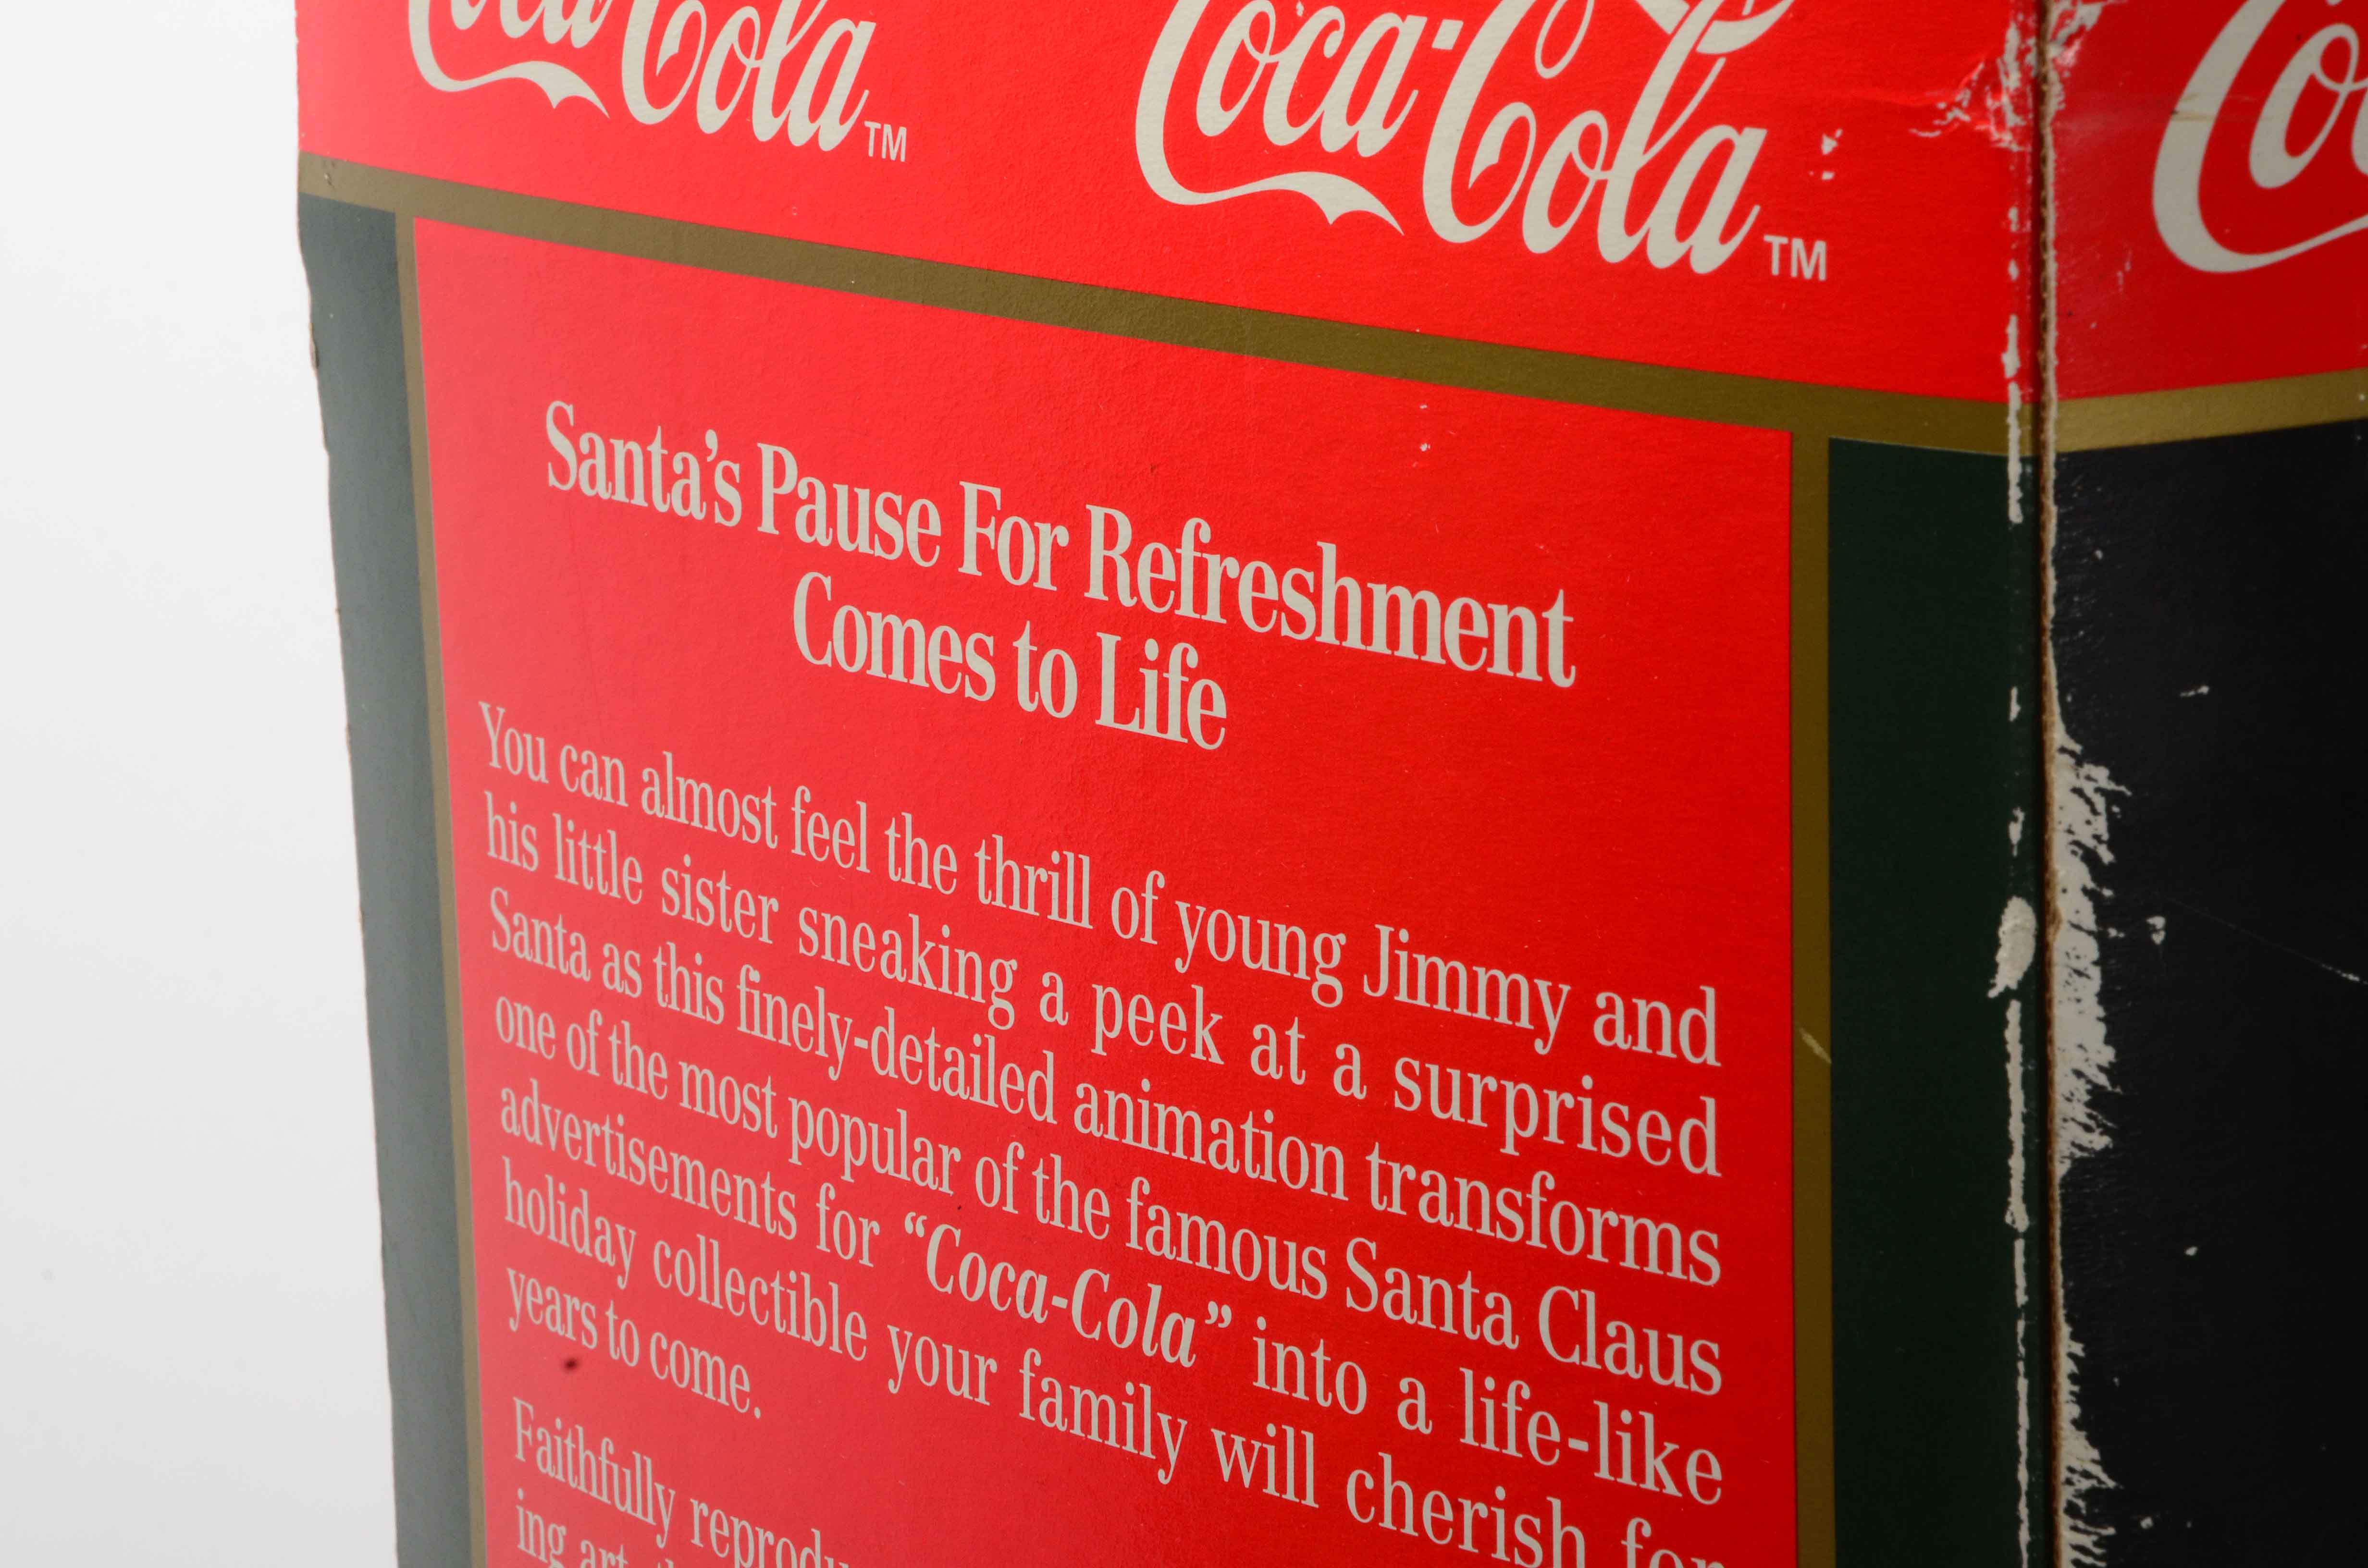 Coca-Cola TM
Coca-Cola TM
Santa's Pause For Refreshment
Comes to Life
You can almost feel the thrill of young Jimmy and
his little sister sneaking a peek at a surprised
Santa as this finely-detailed animation transforms
one of the most popular of the famous Santa Claus
advertisements for “Coca-Cola” into a life-like
holiday collectible your family will cherish for
years to come.
Faithfully
ing art